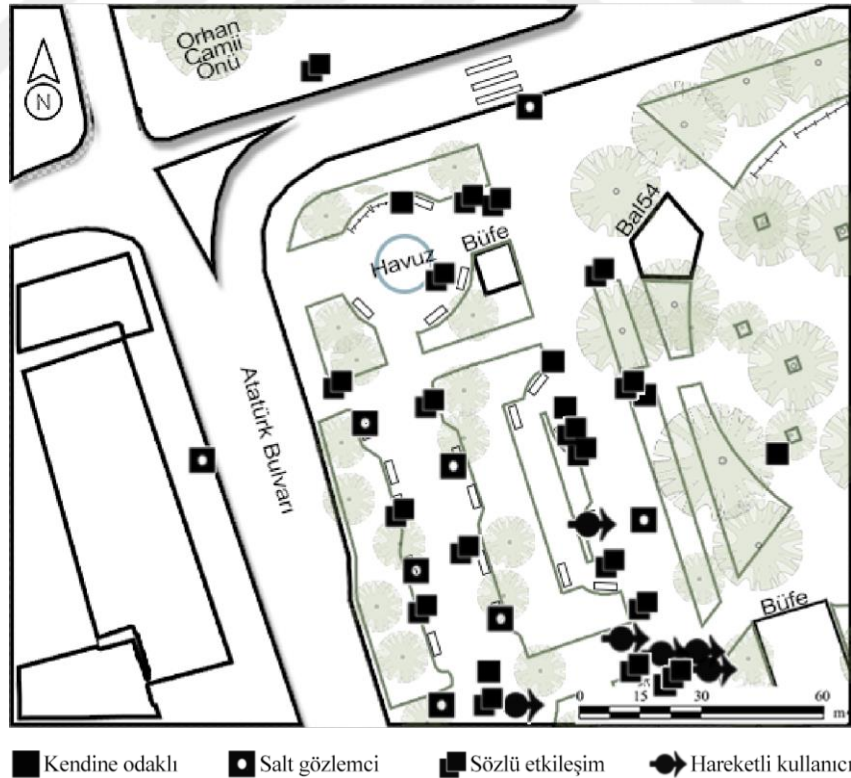 Orhan
Camii
Önü
N
Bal54
Büfe
Havuz
Atatürk Bulvarı
Büfe
0 15 30 60
m
Kendine odaklı Salt gözlemci Sözlü etkileşim Hareketli kullanıcı